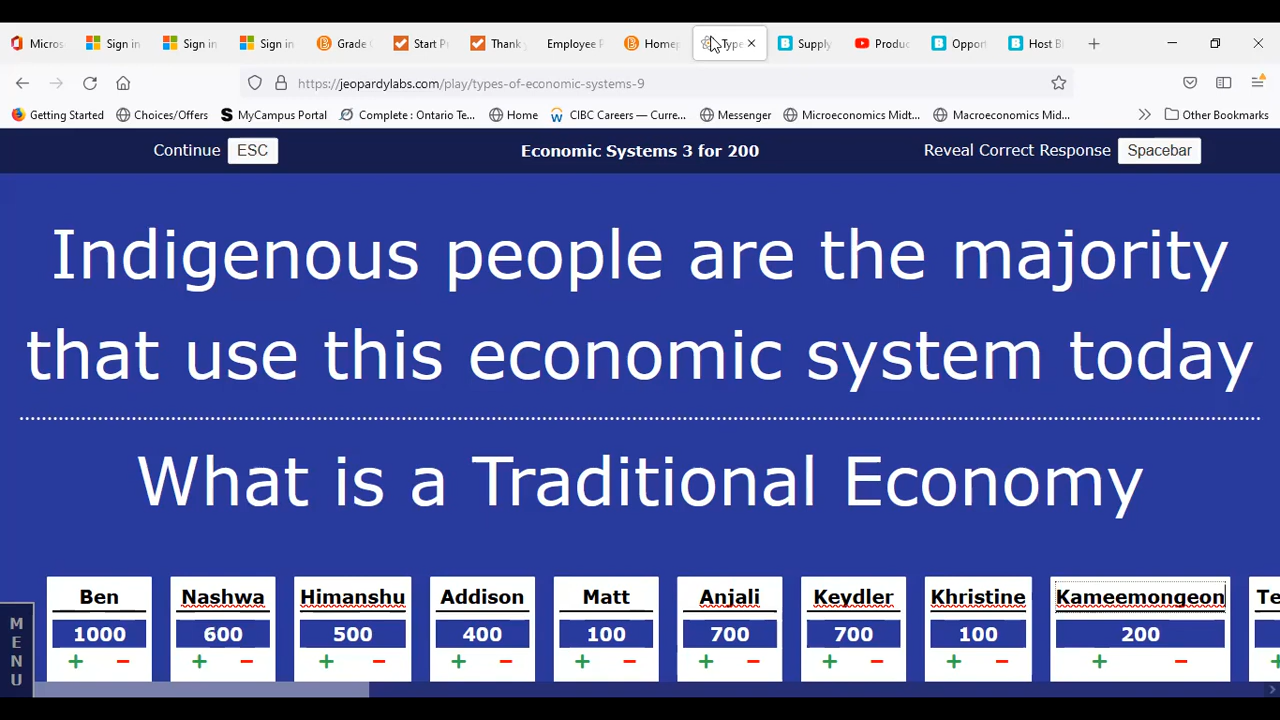 Micros
Sign in
Sign in
Sign in
Grade
Start P
Thank
Employee P
Home
Type
Supply
Produc
Opport
Host B
https://jeopardylabs.com/play/types-of-economic-systems-9
Getting Started
Choices/Offers
MyCampus Portal
Complete : Ontario Te...
Home
CIBC Careers — Curre...
Messenger
Microeconomics Midt...
Macroeconomics Mid...
Other Bookmarks
Continue ESC
Economic Systems 3 for 200
Reveal Correct Response Spacebar
Indigenous people are the majority
that use this economic system today
What is a Traditional Economy
MENU
Ben Nashwa Himanshu Addison Matt Anjali Keydler Khristine Kameemongeon Te
1000 600 500 400 100 700 700 100 200
+ - + - + - + - + - + - + - + - + - +